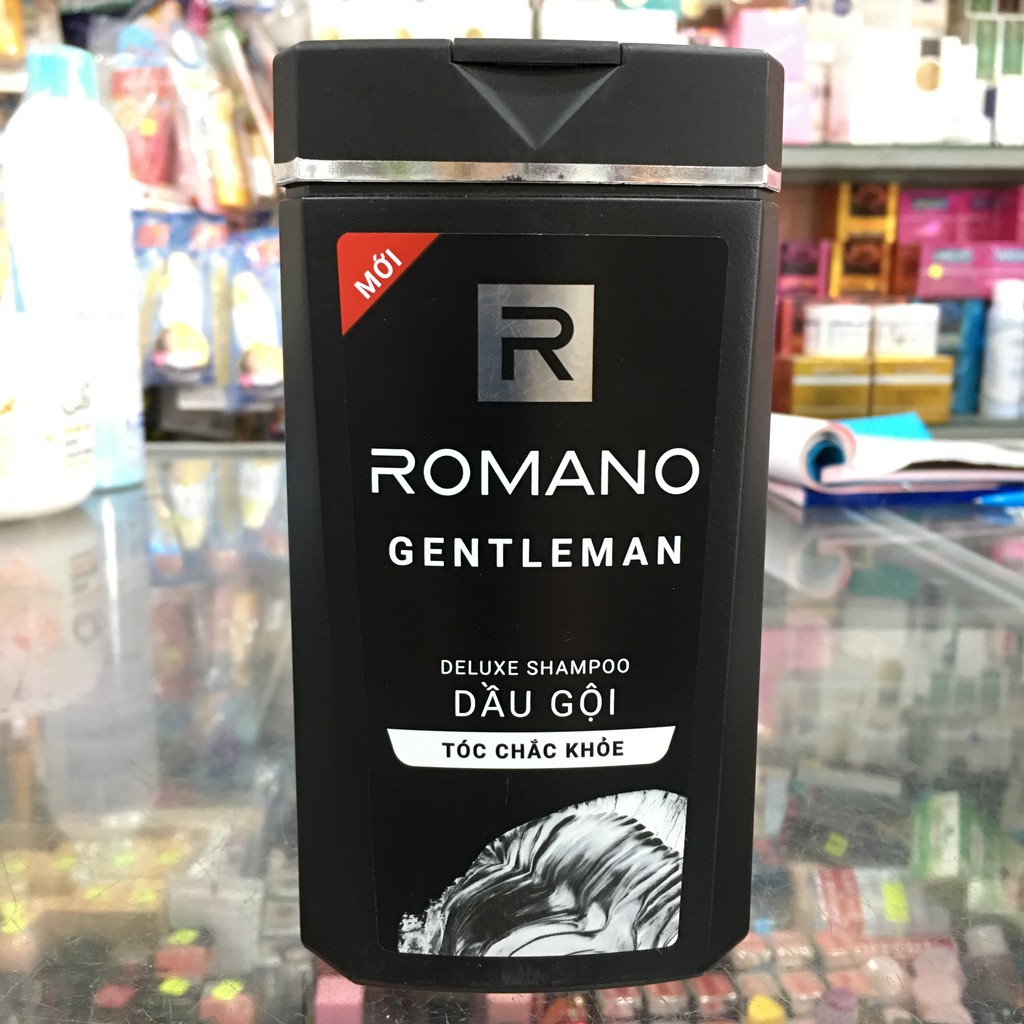 MỚI
R
ROMANO
GENTLEMAN
DELUXE SHAMPOO
DẦU GỘI
TÓC CHẮC KHỎE